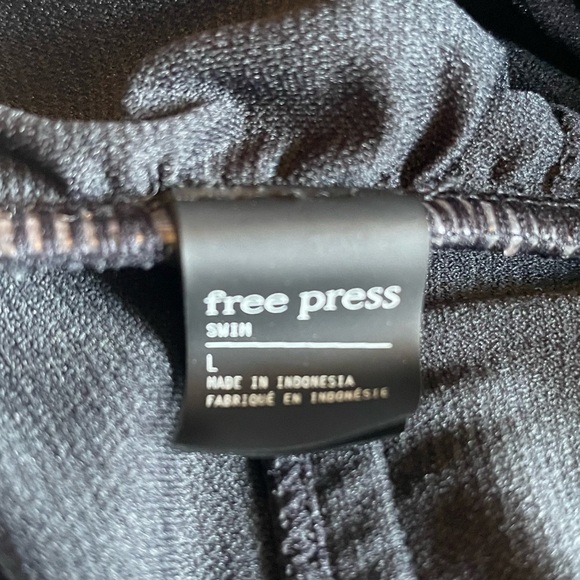 free press
SWIM
L
MADE IN INDONESIA
FABRIQUÉ EN INDONÉSIE